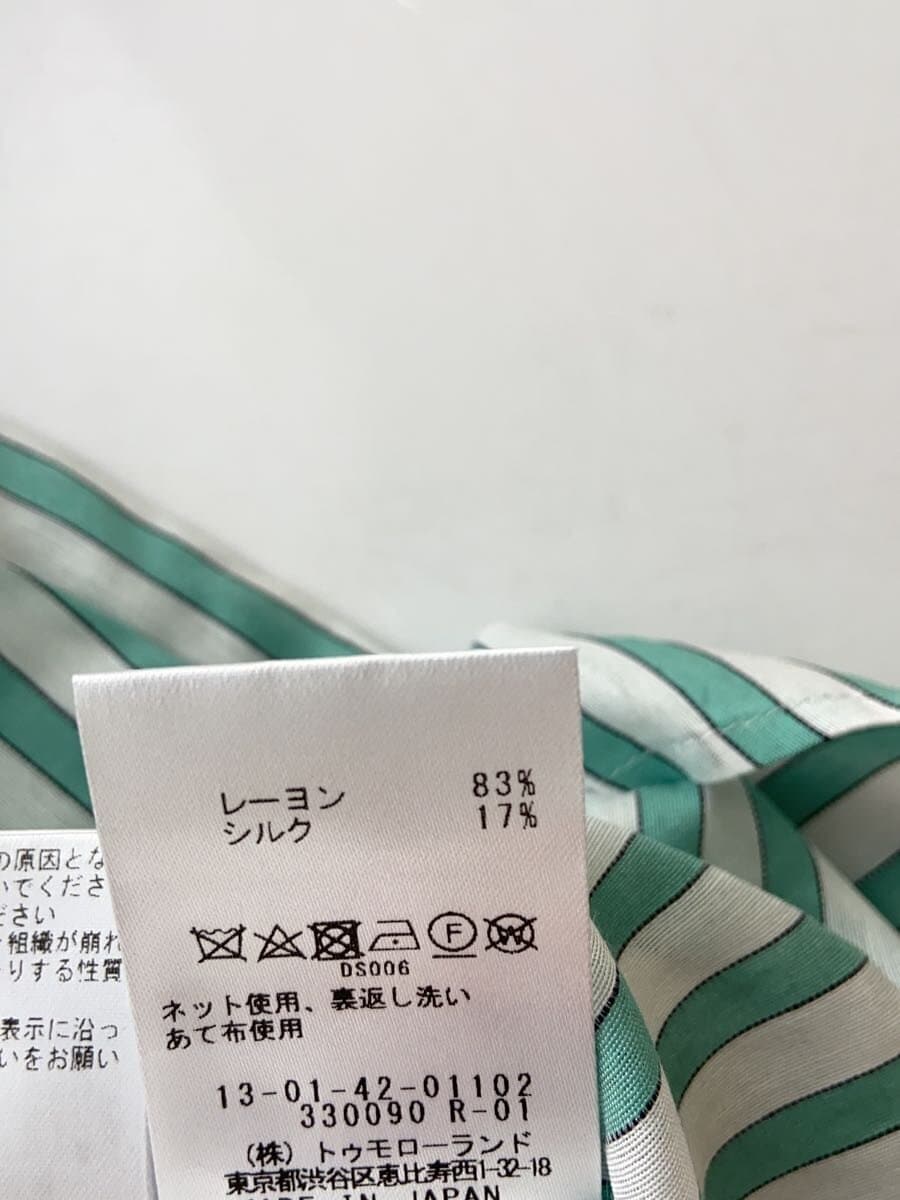 レーヨン 83%
シルク 17%
F W
DS006
ネット使用、裏返し洗い
あて布使用
13-01-42-01102
330090 R-01
(株) トゥモローランド
東京都渋谷区恵比寿西1-32-18
MADE IN JAPAN
の原因とな
いでくださ
ださい
組織が崩れ
りする性質
表示に沿っ
いをお願い